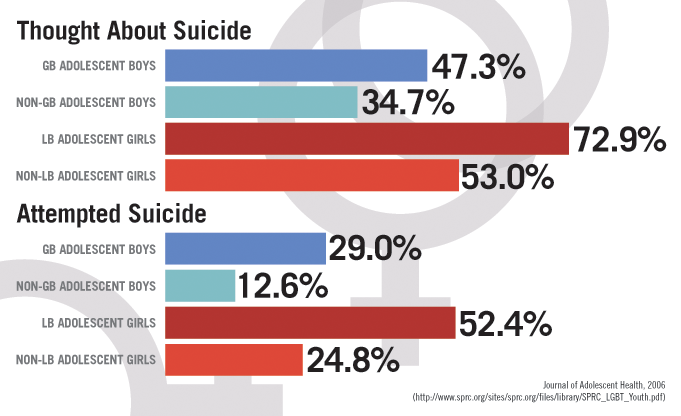 Thought About Suicide
GB ADOLESCENT BOYS 47.3%
NON-GB ADOLESCENT BOYS 34.7%
LB ADOLESCENT GIRLS 72.9%
NON-LB ADOLESCENT GIRLS 53.0%
Attempted Suicide
GB ADOLESCENT BOYS 29.0%
NON-GB ADOLESCENT BOYS 12.6%
LB ADOLESCENT GIRLS 52.4%
NON-LB ADOLESCENT GIRLS 24.8%
Journal of Adolescent Health, 2006
(http://www.sprc.org/sites/sprc.org/files/library/SPRC_LGBT_Youth.pdf)